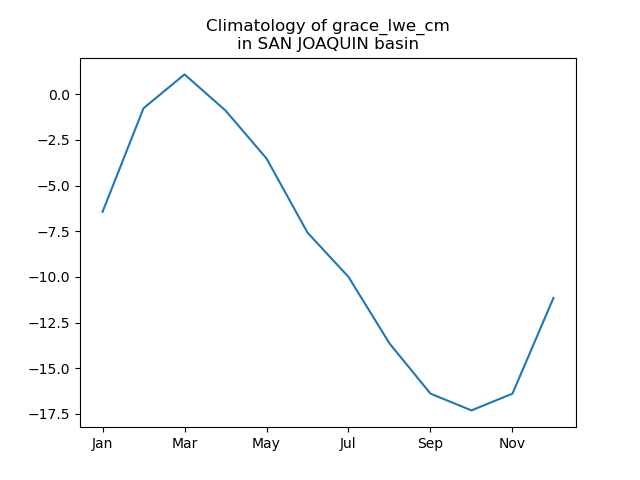 Climatology of grace_lwe_cm
in SAN JOAQUIN basin
0.0
−2.5
−5.0
−7.5
−10.0
−12.5
−15.0
−17.5
Jan Mar May Jul Sep Nov